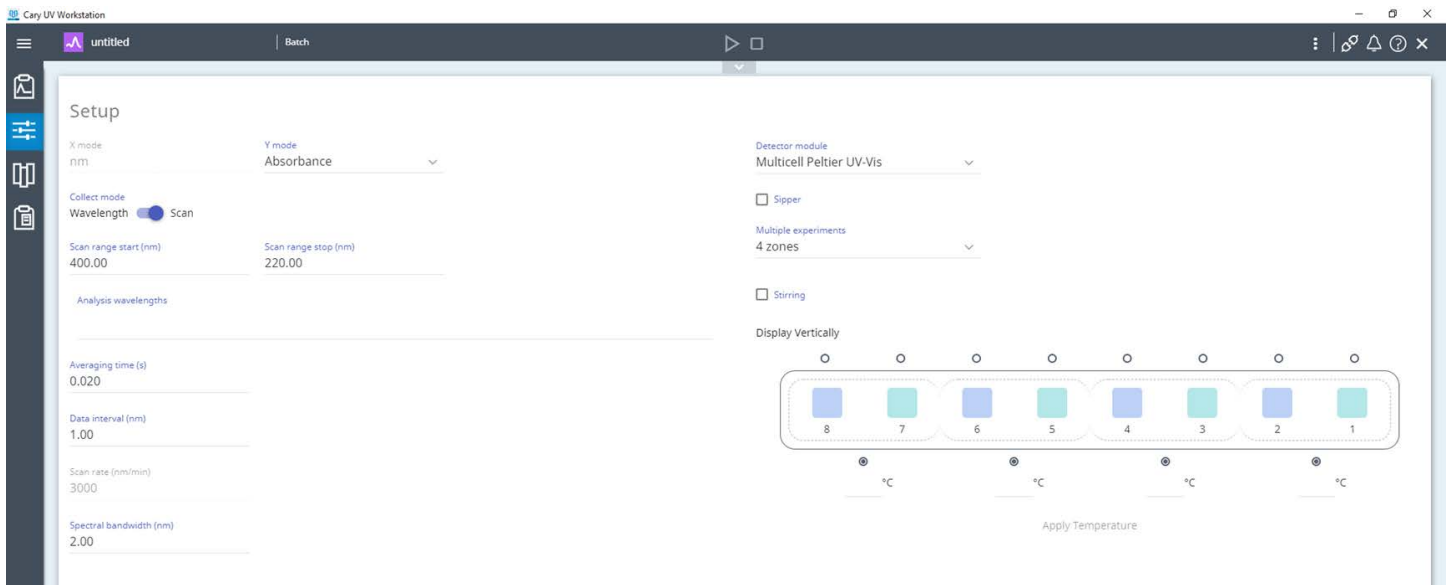 Cary UV Workstation
untitled
Batch
Setup
X mode
nm
Y mode
Absorbance
Collect mode
Wavelength Scan
Scan range start (nm)
400.00
Scan range stop (nm)
220.00
Analysis wavelengths
Averaging time (s)
0.020
Data interval (nm)
1.00
Scan rate (nm/min)
3000
Spectral bandwidth (nm)
2.00
Detector module
Multicell Peltier UV-Vis
Sipper
Multiple experiments
4 zones
Stirring
Display Vertically
8 7 6 5 4 3 2 1
°C °C °C °C
Apply Temperature